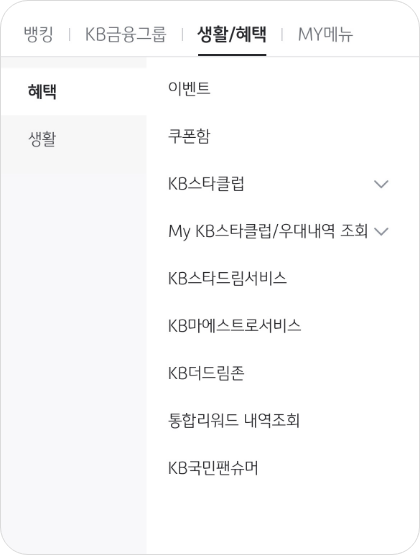 뱅킹 | KB금융그룹 | 생활/혜택 | MY메뉴
혜택
생활
이벤트
쿠폰함
KB스타클럽
My KB스타클럽/우대내역 조회
KB스타드림서비스
KB마에스트로서비스
KB더드림존
통합리워드 내역조회
KB국민팬슈머